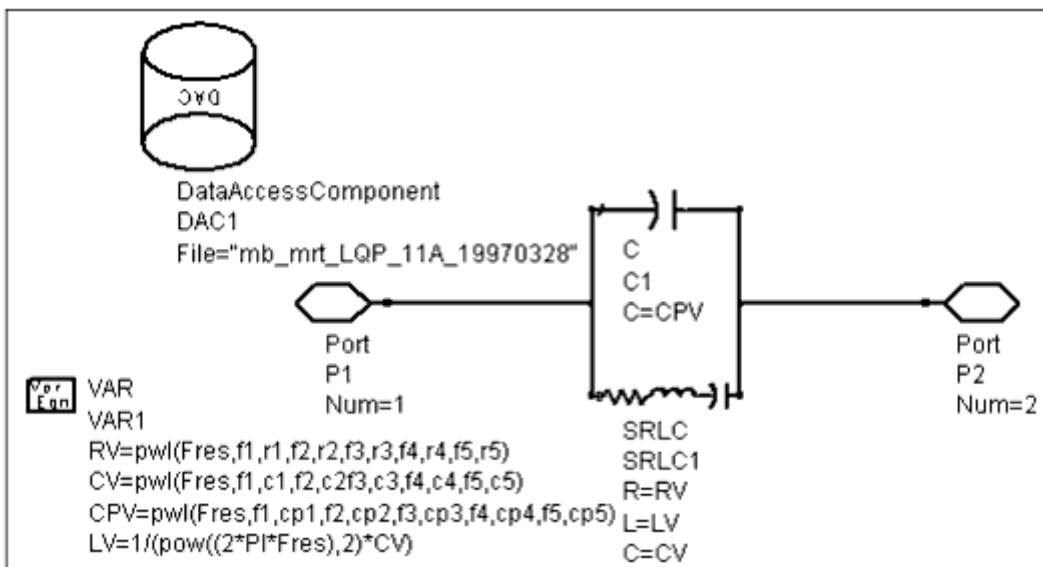 DAC
DataAccessComponent
DAC1
File="mb_mrt_LQP_11A_19970328"
C
C1
C=CPV
Port
P1
Num=1
Port
P2
Num=2
Var
Eqn
VAR
VAR1
RV=pwl(Fres,f1,r1,f2,r2,f3,r3,f4,r4,f5,r5)
CV=pwl(Fres,f1,c1,f2,c2f3,c3,f4,c4,f5,c5)
CPV=pwl(Fres,f1,cp1,f2,cp2,f3,cp3,f4,cp4,f5,cp5)
LV=1/(pow((2*PI*Fres),2)*CV)
SRLC
SRLC1
R=RV
L=LV
C=CV